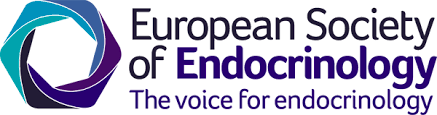 European Society
of Endocrinology
The voice for endocrinology